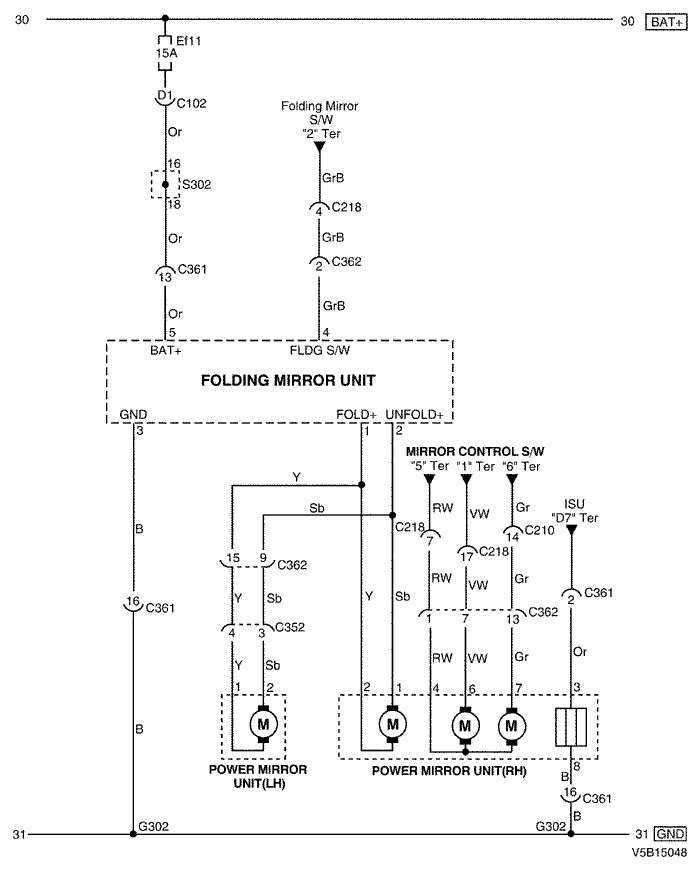 30
30 BAT+
Ef11
15A
D1
C102
Or
Folding Mirror
S/W
"2" Ter
16
S302
18
GrB
4
C218
Or
GrB
13
C361
2
C362
Or
GrB
5
4
BAT+
FLDG S/W
FOLDING MIRROR UNIT
GND
FOLD+
UNFOLD+
3
1
2
MIRROR CONTROL S/W
"5" Ter
"1" Ter
"6" Ter
Y
Sb
RW
VW
Gr
ISU
"D7" Ter
B
C218
7
17
C218
14
C210
15
9
C362
RW
VW
Gr
16
C361
Y
Sb
Y
Sb
1
7
13
C362
2
C361
4
3
C352
Y
Sb
RW
VW
Gr
Or
1
2
2
1
4
6
7
3
B
M
M
M
M
POWER MIRROR
UNIT(LH)
POWER MIRROR UNIT(RH)
8
B
16
C361
B
31
G302
G302
31 GND
V5B15048